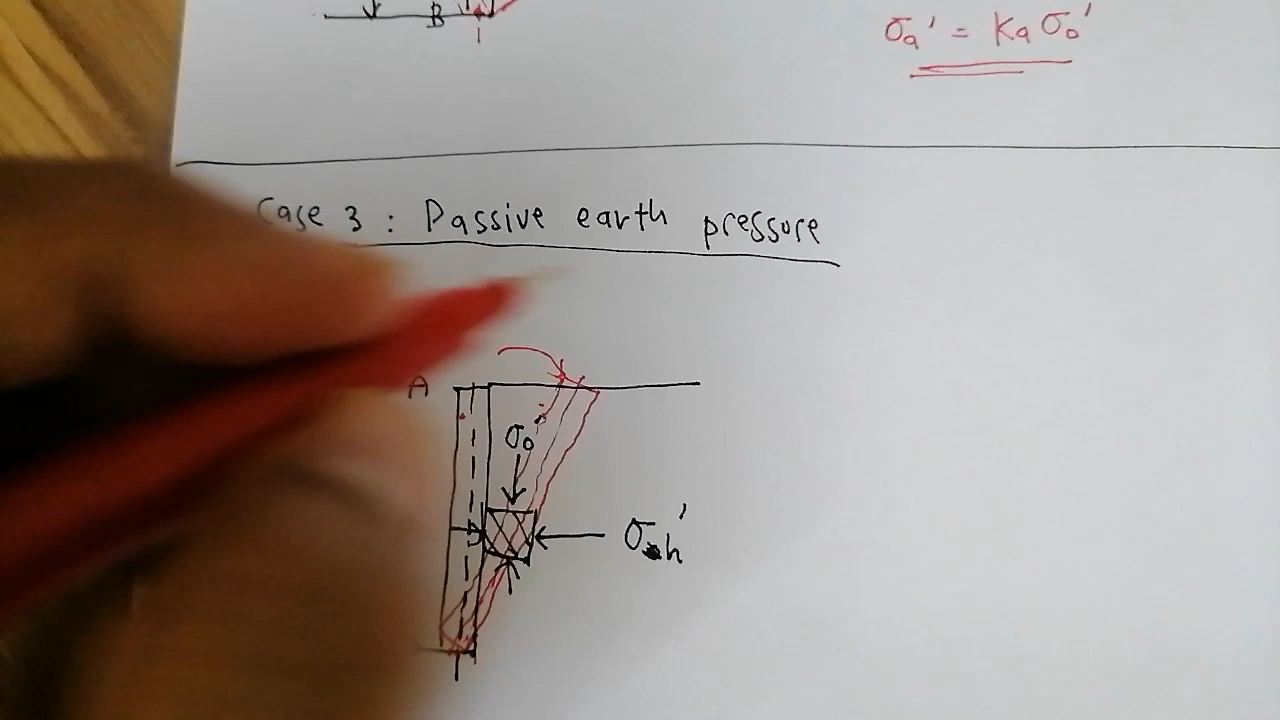 B
σa' = Ka σo'
Case 3 : Passive earth pressure
A
σo'
σh'